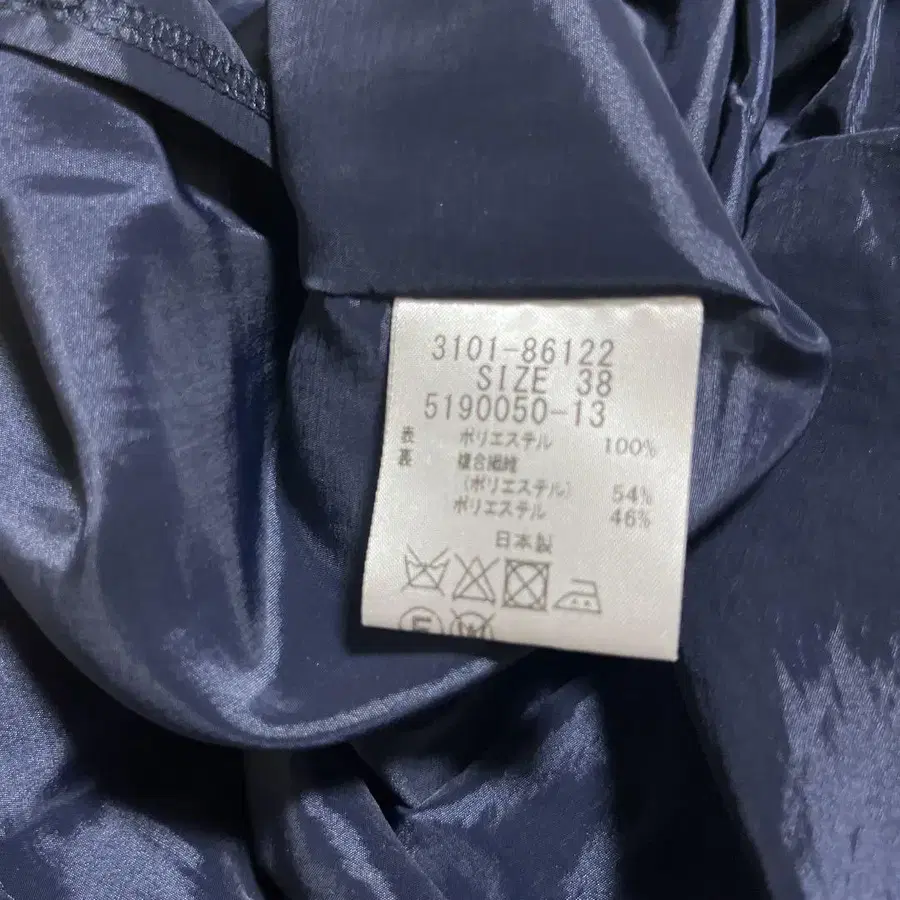 3101-86122
SIZE 38
5190050-13
表 ポリエステル 100%
裏 複合繊維
(ポリエステル) 54%
ポリエステル 46%
日本製